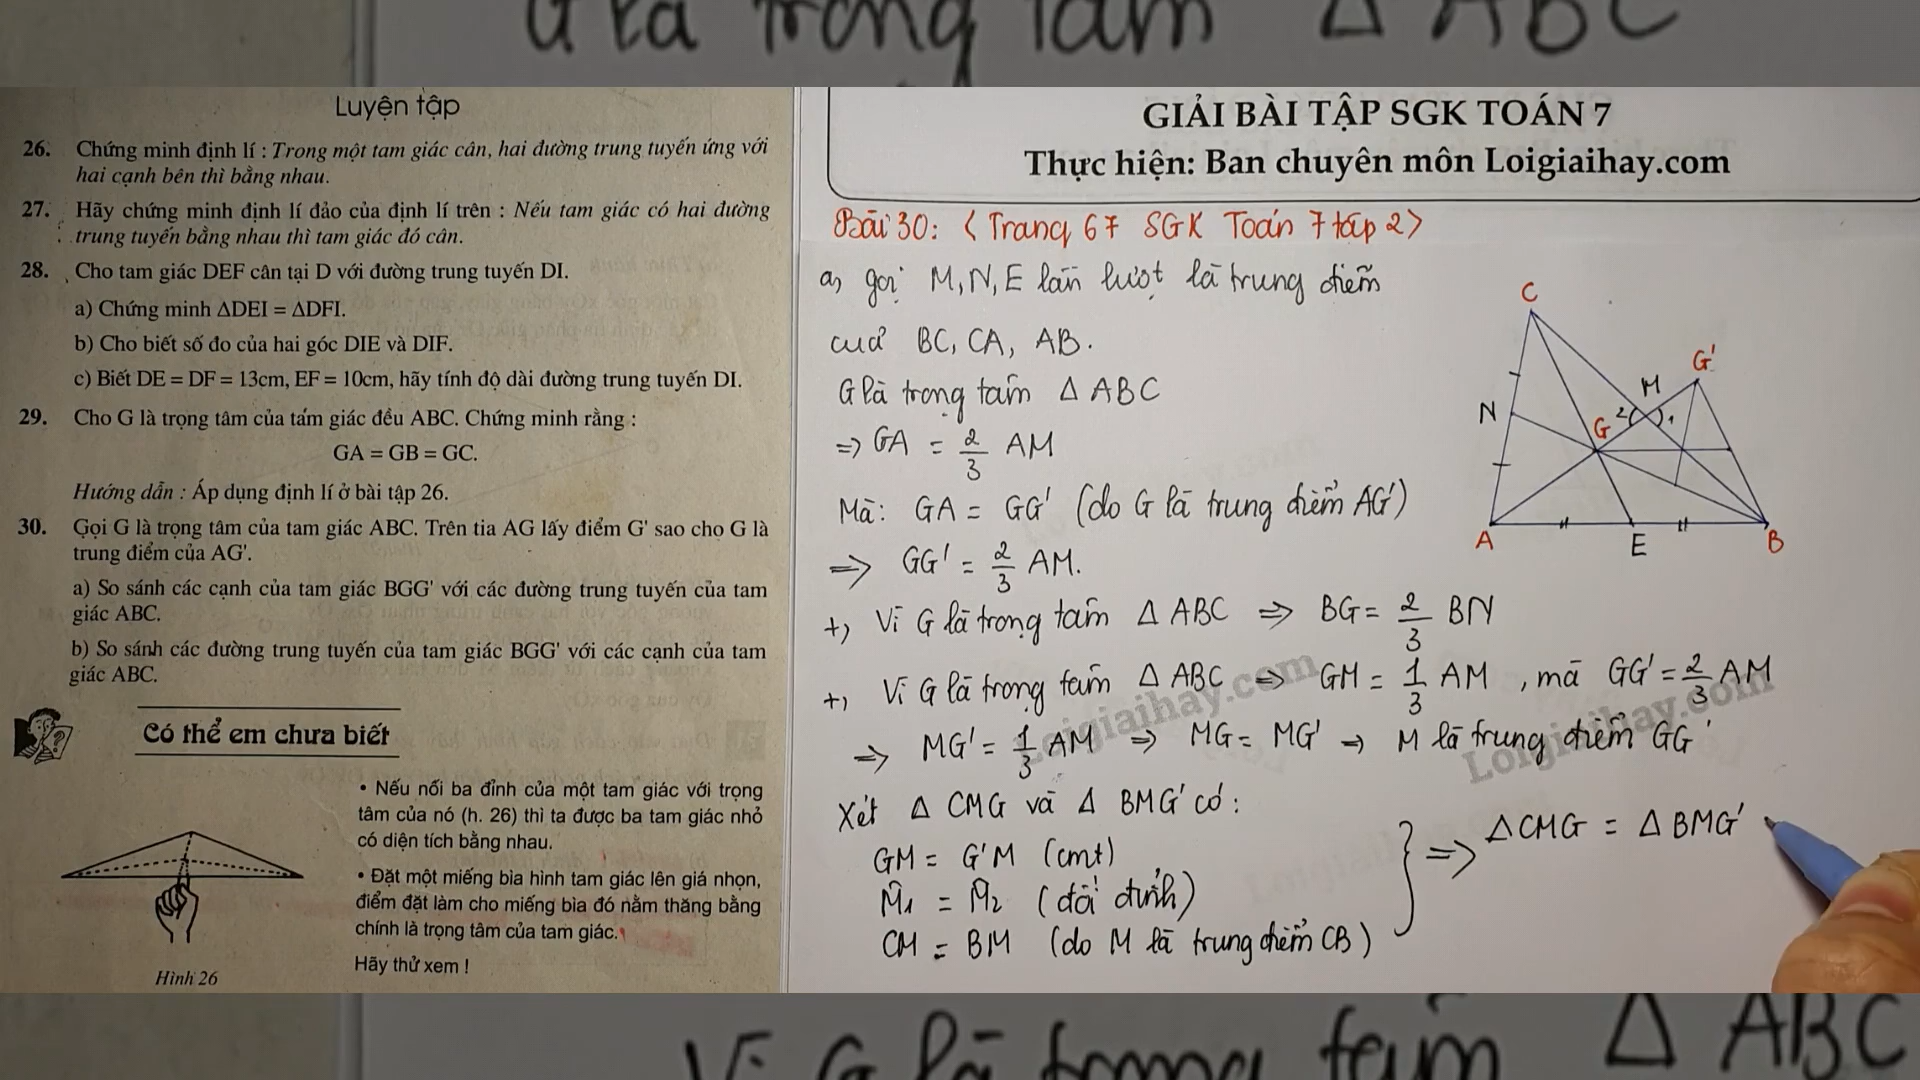 G là trọng tâm Δ ABC
Luyện tập
26. Chứng minh định lí : Trong một tam giác cân, hai đường trung tuyến ứng với
hai cạnh bên thì bằng nhau.
27. Hãy chứng minh định lí đảo của định lí trên : Nếu tam giác có hai đường
trung tuyến bằng nhau thì tam giác đó cân.
28. Cho tam giác DEF cân tại D với đường trung tuyến DI.
a) Chứng minh ΔDEI = ΔDFI.
b) Cho biết số đo của hai góc DIE và DIF.
c) Biết DE = DF = 13cm, EF = 10cm, hãy tính độ dài đường trung tuyến DI.
29. Cho G là trọng tâm của tám giác đều ABC. Chứng minh rằng :
GA = GB = GC.
Hướng dẫn : Áp dụng định lí ở bài tập 26.
30. Gọi G là trọng tâm của tam giác ABC. Trên tia AG lấy điểm G' sao cho G là
trung điểm của AG'.
a) So sánh các cạnh của tam giác BGG' với các đường trung tuyến của tam
giác ABC.
b) So sánh các đường trung tuyến của tam giác BGG' với các cạnh của tam
giác ABC.
Có thể em chưa biết
• Nếu nối ba đỉnh của một tam giác với trọng
tâm của nó (h. 26) thì ta được ba tam giác nhỏ
có diện tích bằng nhau.
• Đặt một miếng bìa hình tam giác lên giá nhọn,
điểm đặt làm cho miếng bìa đó nằm thăng bằng
chính là trọng tâm của tam giác.
Hãy thử xem !
Hình 26
GIẢI BÀI TẬP SGK TOÁN 7
Thực hiện: Ban chuyên môn Loigiaihay.com
Bài 30: < Trang 67 SGK Toán 7 tập 2>
a, gọi M, N, E lần lượt là trung điểm
của BC, CA, AB.
G là trọng tâm Δ ABC
=> GA = 2/3 AM
Mà: GA = GG' (do G là trung điểm AG')
=> GG' = 2/3 AM.
+, Vì G là trọng tâm Δ ABC => BG = 2/3 BN
+, Vì G là trọng tâm Δ ABC => GM = 1/3 AM , mà GG' = 2/3 AM
=> MG' = 1/3 AM => MG = MG' => M là trung điểm GG'
Xét Δ CMG và Δ BMG' có:
GM = G'M (cmt)
M̂1 = M̂2 (đối đỉnh)
CM = BM (do M là trung điểm CB)
=> ΔCMG = Δ BMG'
C
G'
M
N
G 2 1
A
E
B
Loigiaihay.com
Loigiaihay.com
Vì G là trọng tâm Δ ABC